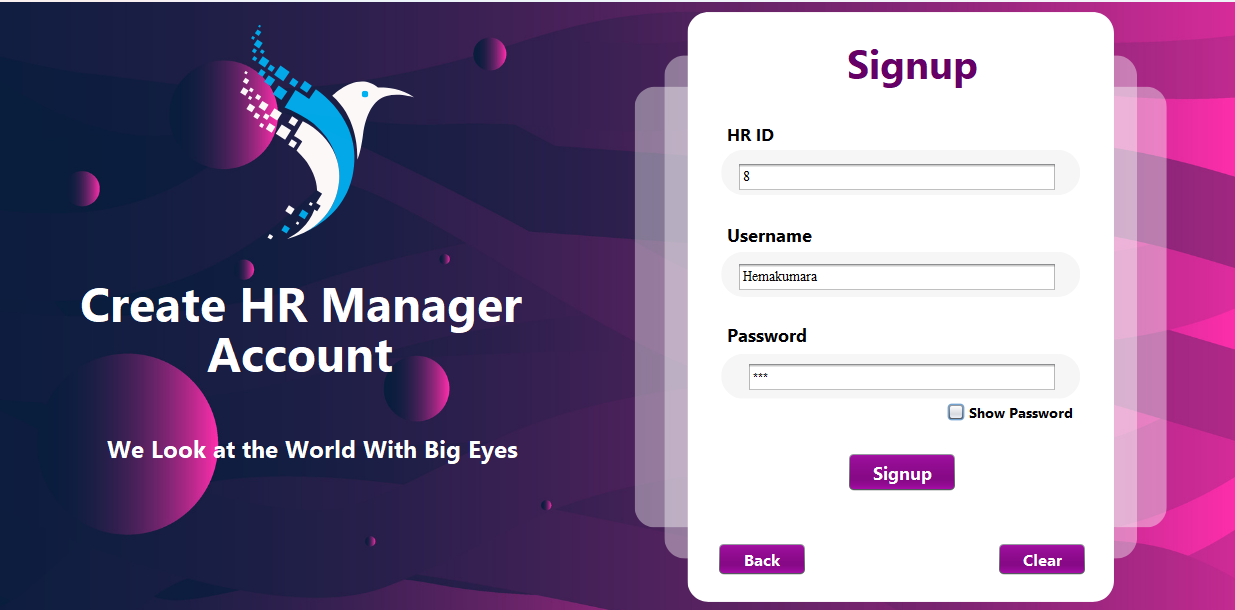 Create HR Manager
Account
We Look at the World With Big Eyes
Signup
HR ID
8
Username
Hemakumara
Password
***
Show Password
Signup
Back
Clear